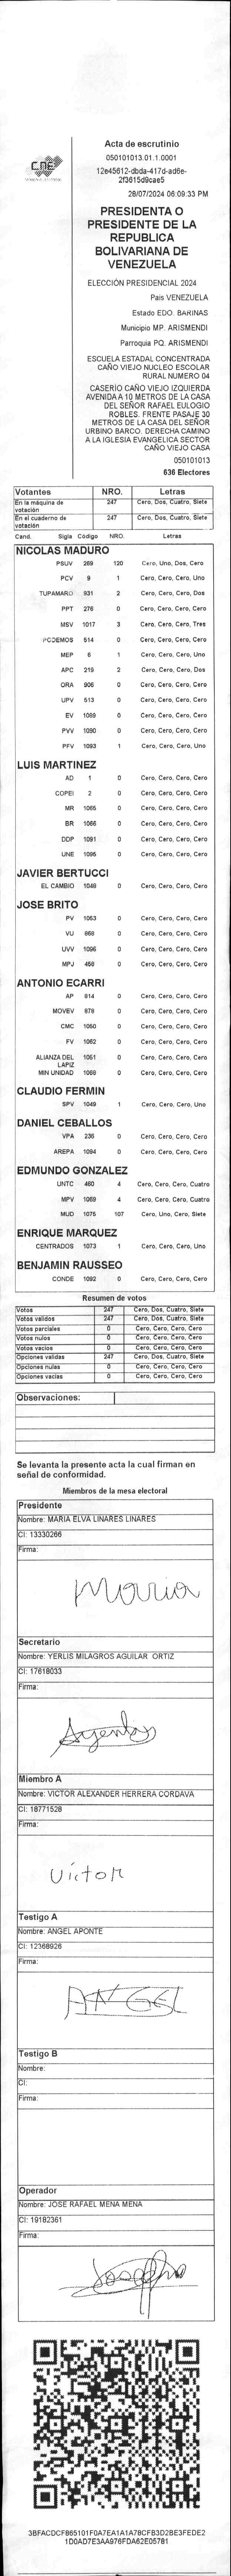 CNE
Acta de escrutinio
050101013.01.1.0001
12e45612-dbda-417d-ad6e-
2f3615d9cae5
28/07/2024 06:09:33 PM
PRESIDENTA O
PRESIDENTE DE LA
REPUBLICA
BOLIVARIANA DE
VENEZUELA
ELECCIÓN PRESIDENCIAL 2024
Pais VENEZUELA
Estado EDO. BARINAS
Municipio MP. ARISMENDI
Parroquia PQ. ARISMENDI
ESCUELA ESTADAL CONCENTRADA
CAÑO VIEJO NUCLEO ESCOLAR
RURAL NUMERO 04
CASERÍO CAÑO VIEJO IZQUIERDA
AVENIDA A 10 METROS DE LA CASA
DEL SEÑOR RAFAEL EULOGIO
ROBLES. FRENTE PASAJE 30
METROS DE LA CASA DEL SEÑOR
URBINO BARCO. DERECHA CAMINO
A LA IGLESIA EVANGELICA SECTOR
CAÑO VIEJO CASA
050101013
636 Electores
Votantes NRO. Letras
En la máquina de votación 247 Cero, Dos, Cuatro, Siete
En el cuaderno de votación 247 Cero, Dos, Cuatro, Siete
Cand. Sigla Código NRO. Letras
NICOLAS MADURO
PSUV 269 120 Cero, Uno, Dos, Cero
PCV 9 1 Cero, Cero, Cero, Uno
TUPAMARO 931 2 Cero, Cero, Cero, Dos
PPT 276 0 Cero, Cero, Cero, Cero
MSV 1017 3 Cero, Cero, Cero, Tres
PODEMOS 514 0 Cero, Cero, Cero, Cero
MEP 6 1 Cero, Cero, Cero, Uno
APC 219 2 Cero, Cero, Cero, Dos
ORA 906 0 Cero, Cero, Cero, Cero
UPV 513 0 Cero, Cero, Cero, Cero
EV 1089 0 Cero, Cero, Cero, Cero
PVV 1090 0 Cero, Cero, Cero, Cero
PFV 1093 1 Cero, Cero, Cero, Uno
LUIS MARTINEZ
AD 1 0 Cero, Cero, Cero, Cero
COPEI 2 0 Cero, Cero, Cero, Cero
MR 1065 0 Cero, Cero, Cero, Cero
BR 1066 0 Cero, Cero, Cero, Cero
DDP 1091 0 Cero, Cero, Cero, Cero
UNE 1095 0 Cero, Cero, Cero, Cero
JAVIER BERTUCCI
EL CAMBIO 1048 0 Cero, Cero, Cero, Cero
JOSE BRITO
PV 1053 0 Cero, Cero, Cero, Cero
VU 868 0 Cero, Cero, Cero, Cero
UVV 1096 0 Cero, Cero, Cero, Cero
MPJ 458 0 Cero, Cero, Cero, Cero
ANTONIO ECARRI
AP 814 0 Cero, Cero, Cero, Cero
MOVEV 878 0 Cero, Cero, Cero, Cero
CMC 1050 0 Cero, Cero, Cero, Cero
FV 1062 0 Cero, Cero, Cero, Cero
ALIANZA DEL LAPIZ 1051 0 Cero, Cero, Cero, Cero
MIN UNIDAD 1088 0 Cero, Cero, Cero, Cero
CLAUDIO FERMIN
SPV 1049 1 Cero, Cero, Cero, Uno
DANIEL CEBALLOS
VPA 236 0 Cero, Cero, Cero, Cero
AREPA 1094 0 Cero, Cero, Cero, Cero
EDMUNDO GONZALEZ
UNTC 460 4 Cero, Cero, Cero, Cuatro
MPV 1069 4 Cero, Cero, Cero, Cuatro
MUD 1075 107 Cero, Uno, Cero, Siete
ENRIQUE MARQUEZ
CENTRADOS 1073 1 Cero, Cero, Cero, Uno
BENJAMIN RAUSSEO
CONDE 1092 0 Cero, Cero, Cero, Cero
Resumen de votos
Votos 247 Cero, Dos, Cuatro, Siete
Votos validos 247 Cero, Dos, Cuatro, Siete
Votos parciales 0 Cero, Cero, Cero, Cero
Votos nulos 0 Cero, Cero, Cero, Cero
Votos vacios 0 Cero, Cero, Cero, Cero
Opciones validas 247 Cero, Dos, Cuatro, Siete
Opciones nulas 0 Cero, Cero, Cero, Cero
Opciones vacias 0 Cero, Cero, Cero, Cero
Observaciones:
Se levanta la presente acta la cual firman en
señal de conformidad.
Miembros de la mesa electoral
Presidente
Nombre: MARIA ELVA LINARES LINARES
CI: 13330266
Firma:
Maria
Secretario
Nombre: YERLIS MILAGROS AGUILAR ORTIZ
CI: 17618033
Firma:
Miembro A
Nombre: VICTOR ALEXANDER HERRERA CORDAVA
CI: 18771528
Firma:
Victor
Testigo A
Nombre: ANGEL APONTE
CI: 12368926
Firma:
ANGEL
Testigo B
Nombre:
CI:
Firma:
Operador
Nombre: JOSE RAFAEL MENA MENA
CI: 19182361
Firma:
3BFACDCF865101F0A7EA1A1A78CFB3D2BE3FEDE2
1D0AD7E3AA976FDA62E05781